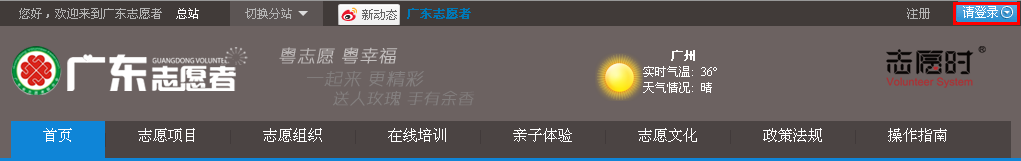 您好，欢迎来到广东志愿者 总站 切换分站 新动态 广东志愿者 注册 请登录
广东志愿者
GUANGDONG VOLUNTEER
粤志愿 粤幸福
一起来 更精彩
送人玫瑰 手有余香
广州
实时气温: 36°
天气情况: 晴
志愿时®
Volunteer System
首页 志愿项目 志愿组织 在线培训 亲子体验 志愿文化 政策法规 操作指南